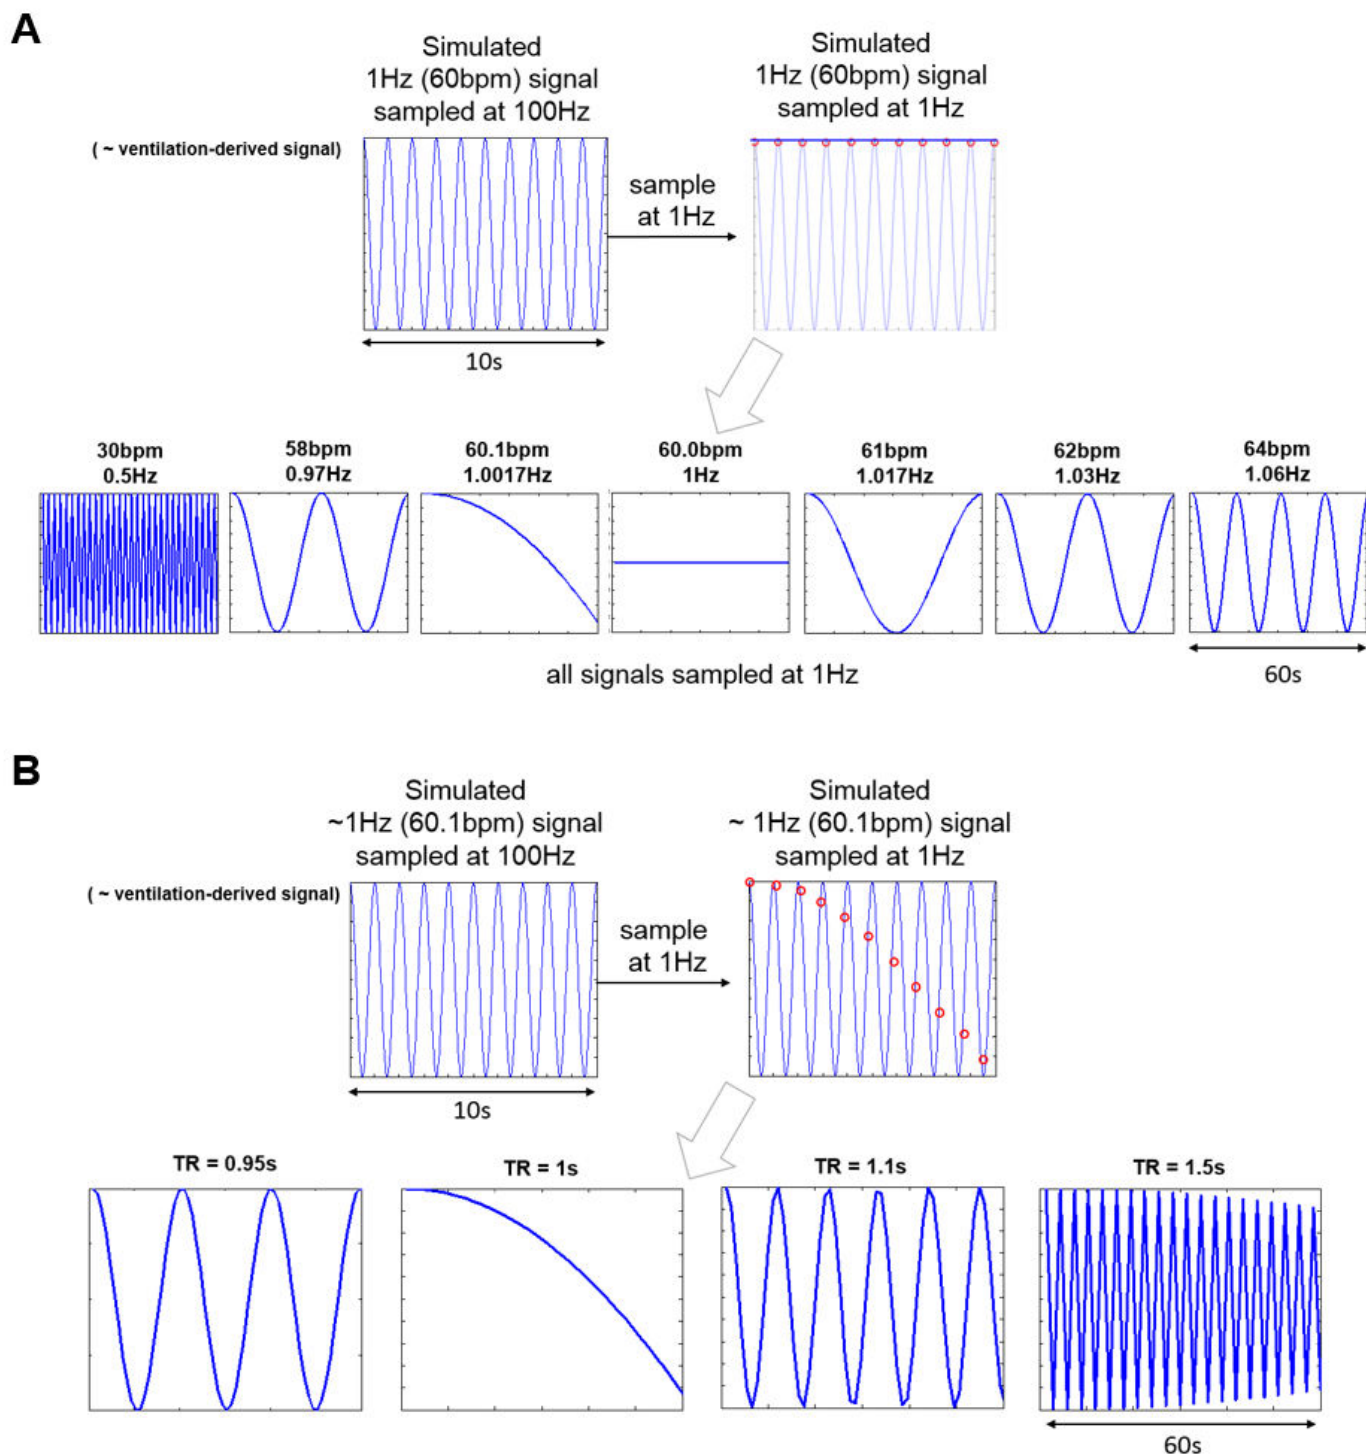 A
Simulated
1Hz (60bpm) signal
sampled at 100Hz
Simulated
1Hz (60bpm) signal
sampled at 1Hz
( ~ ventilation-derived signal)
sample
at 1Hz
10s
30bpm
0.5Hz
58bpm
0.97Hz
60.1bpm
1.0017Hz
60.0bpm
1Hz
61bpm
1.017Hz
62bpm
1.03Hz
64bpm
1.06Hz
all signals sampled at 1Hz
60s
B
Simulated
~1Hz (60.1bpm) signal
sampled at 100Hz
Simulated
~ 1Hz (60.1bpm) signal
sampled at 1Hz
( ~ ventilation-derived signal)
sample
at 1Hz
10s
TR = 0.95s
TR = 1s
TR = 1.1s
TR = 1.5s
60s